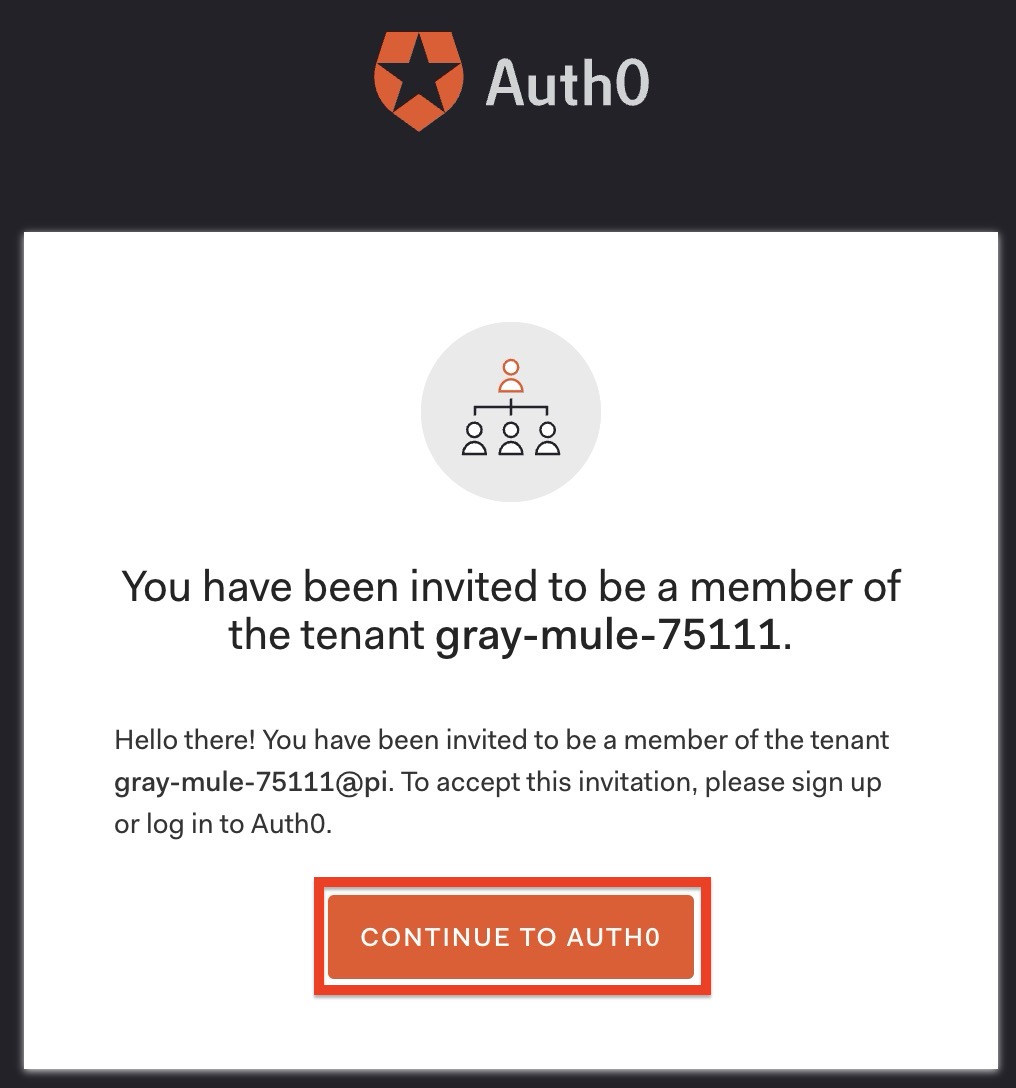 Auth0
You have been invited to be a member of
the tenant gray-mule-75111.
Hello there! You have been invited to be a member of the tenant
gray-mule-75111@pi. To accept this invitation, please sign up
or log in to Auth0.
CONTINUE TO AUTH0